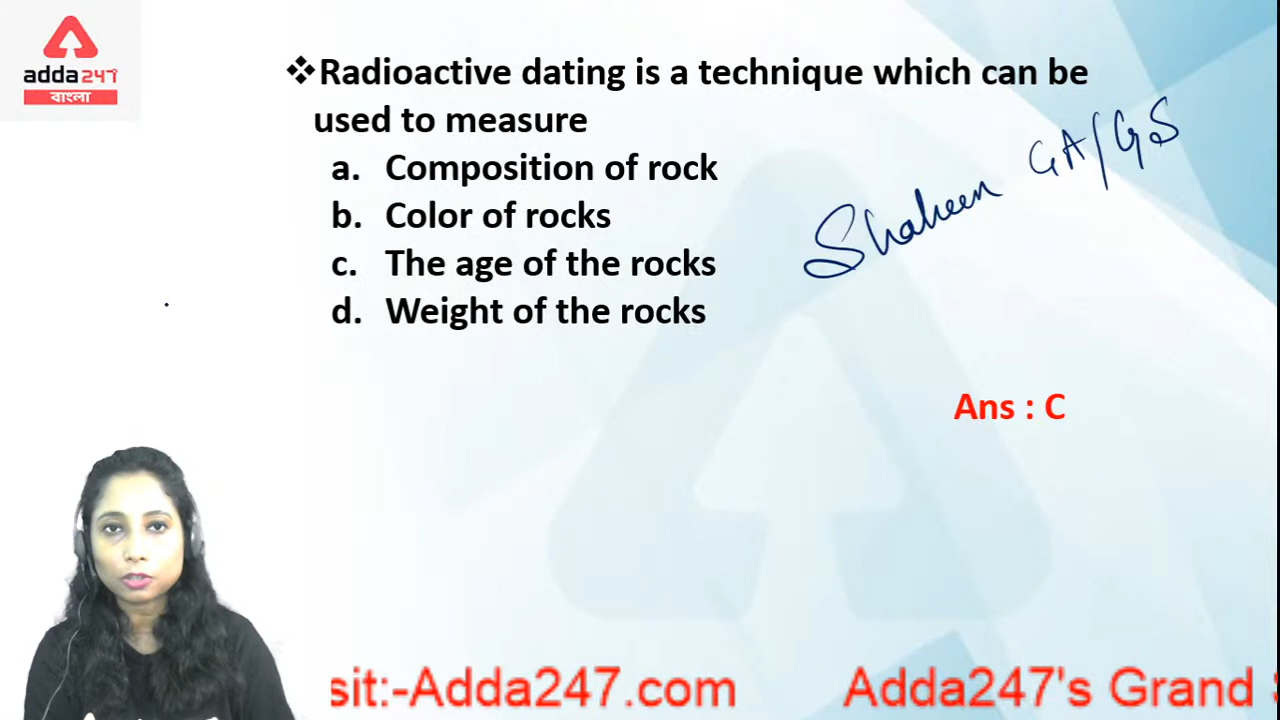 adda247
বাংলা
❖Radioactive dating is a technique which can be
used to measure
a. Composition of rock
b. Color of rocks
c. The age of the rocks
d. Weight of the rocks
Shaheen GA/GS
Ans : C
sit:-Adda247.com Adda247's Grand